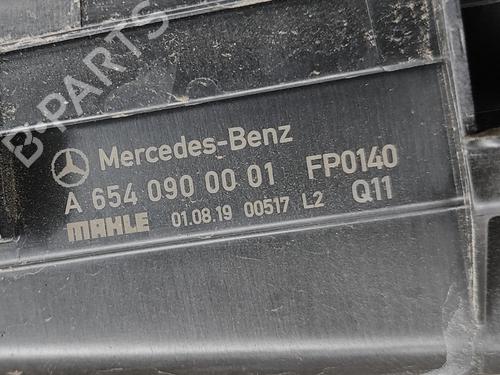 B-PARTS
Mercedes-Benz
A 654 090 00 01 FP0140
MAHLE 01.08.19 00517 L2 Q11